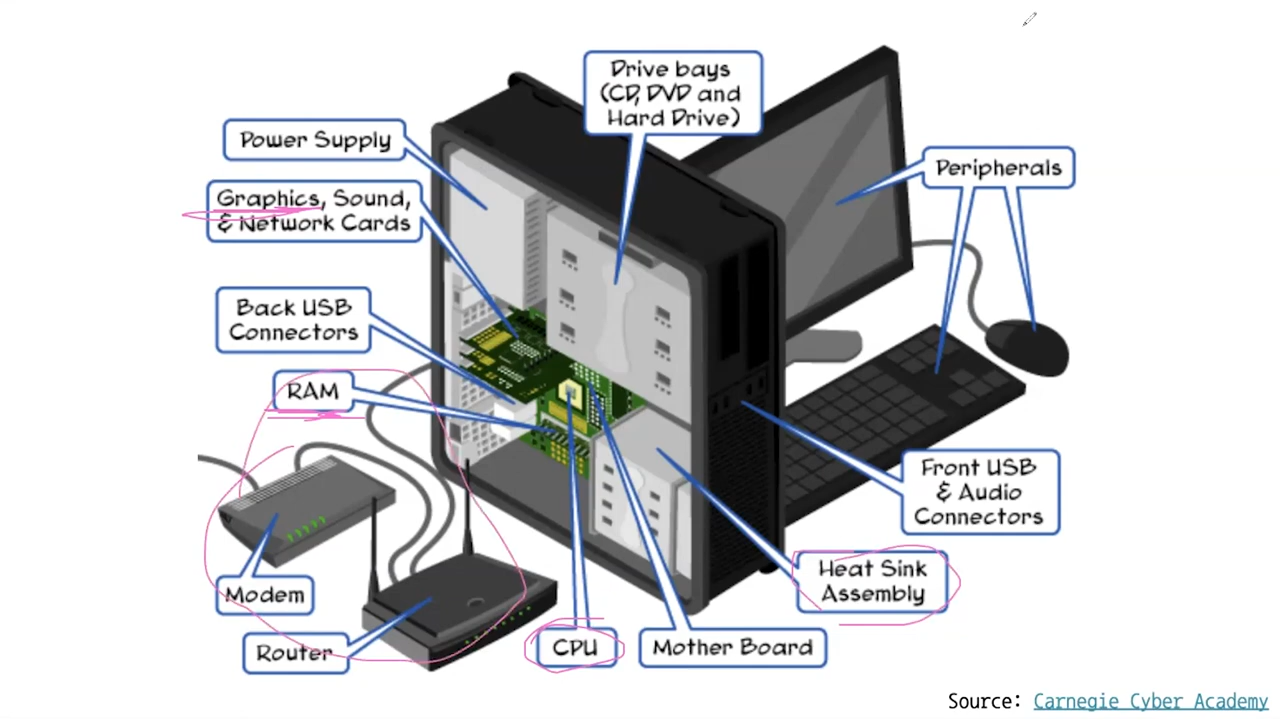 Drive bays
(CD, DVD and
Hard Drive)
Power Supply
Peripherals
Graphics, Sound,
& Network Cards
Back USB
Connectors
RAM
Front USB
& Audio
Connectors
Heat Sink
Assembly
Modem
Router
CPU
Mother Board
Source: Carnegie Cyber Academy